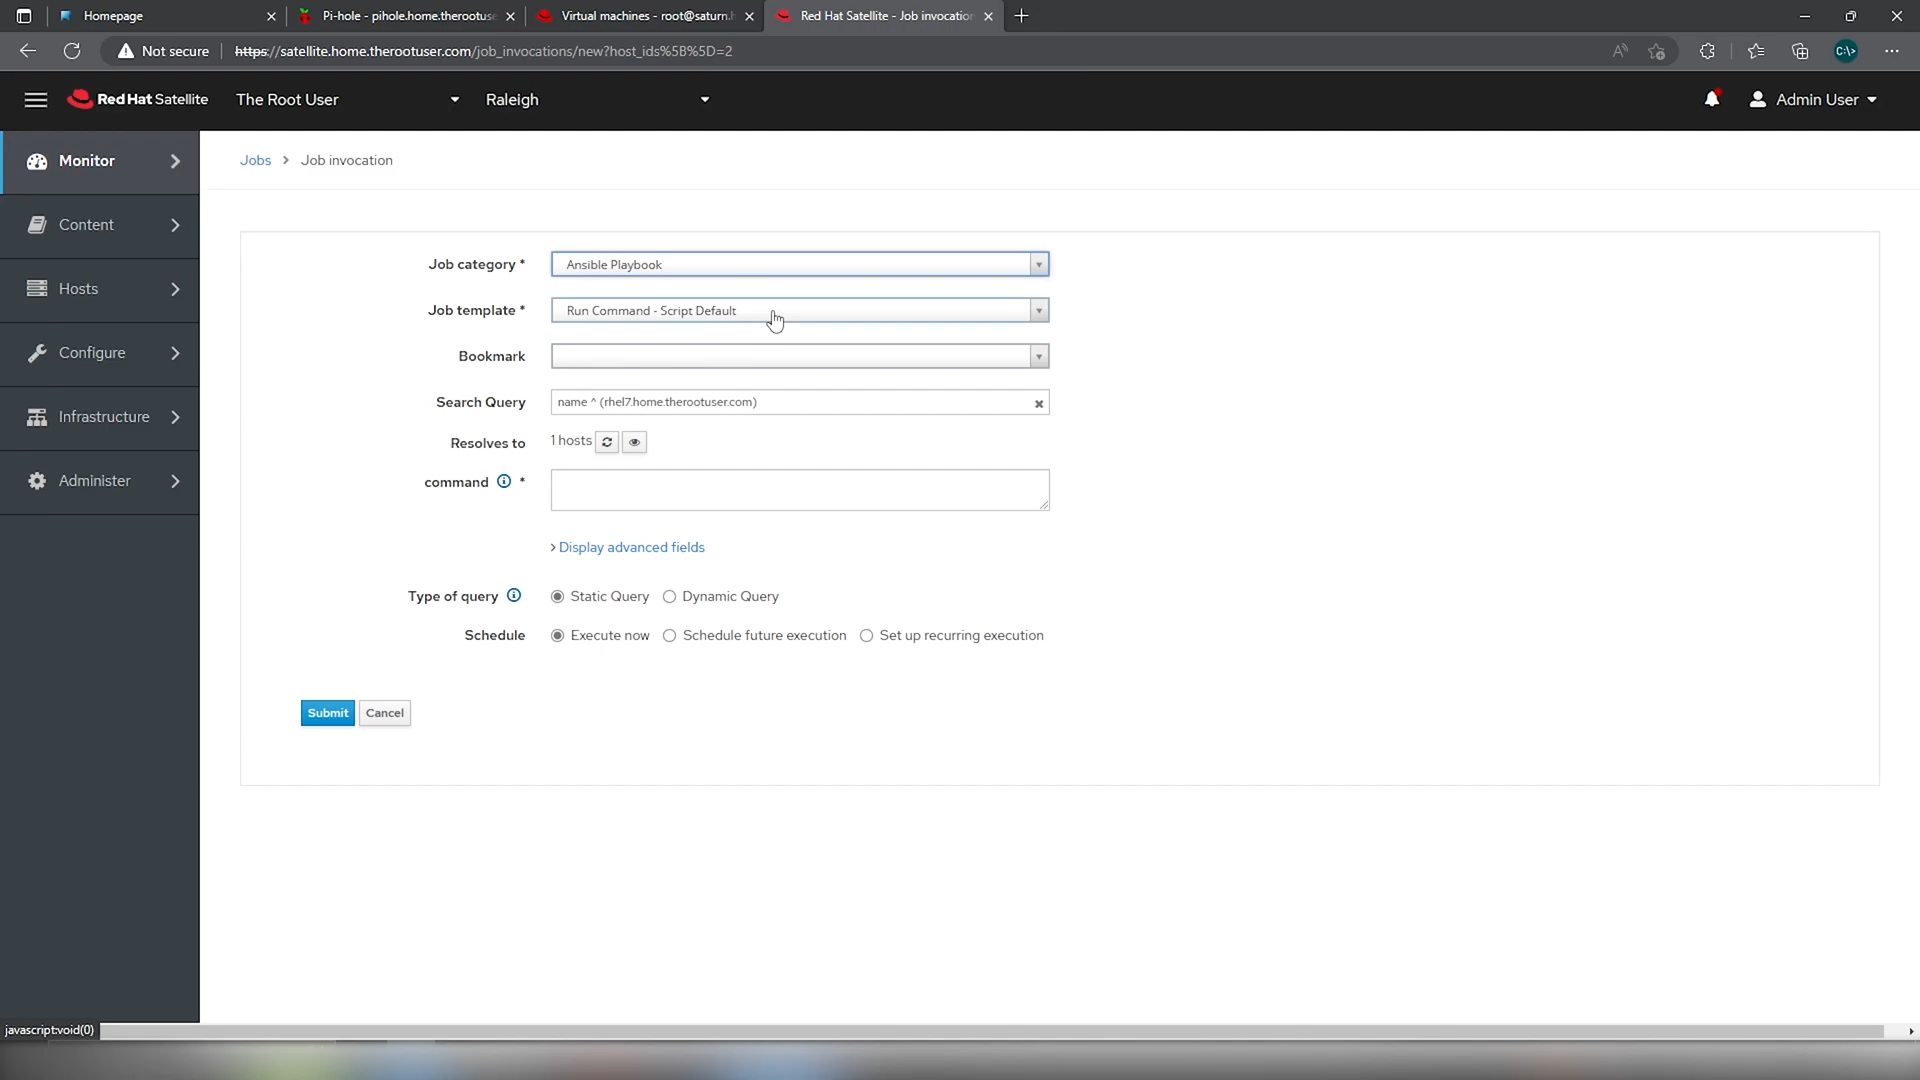 Homepage
Pi-hole - pihole.home.therootuse
Virtual machines - root@saturn.h
Red Hat Satellite - Job invocation
Not secure
https://satellite.home.therootuser.com/job_invocations/new?host_ids%5B%5D=2
C:\>
Red Hat Satellite
The Root User
Raleigh
Admin User
Monitor
Content
Hosts
Configure
Infrastructure
Administer
Jobs > Job invocation
Job category * Ansible Playbook
Job template * Run Command - Script Default
Bookmark
Search Query name ^ (rhel7.home.therootuser.com)
Resolves to 1 hosts
command *
> Display advanced fields
Type of query Static Query Dynamic Query
Schedule Execute now Schedule future execution Set up recurring execution
Submit Cancel
javascript:void(0)